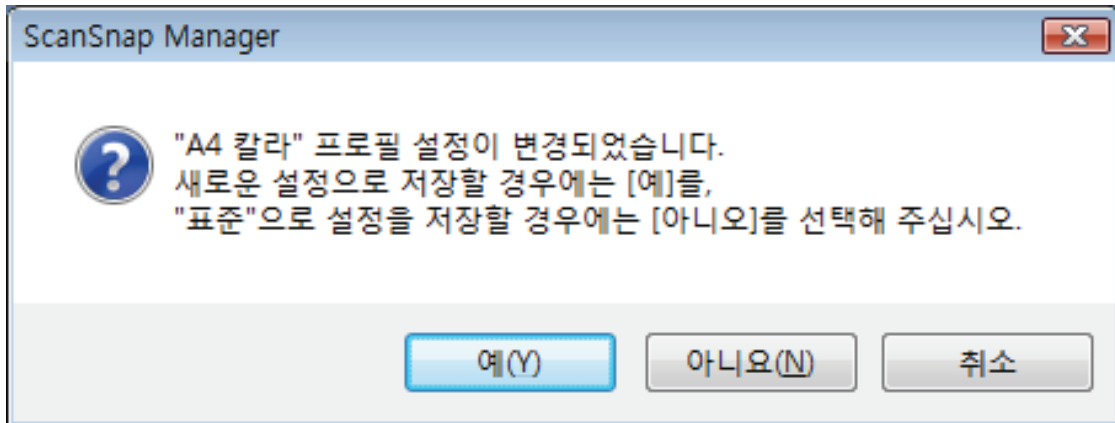 ScanSnap Manager
"A4 칼라" 프로필 설정이 변경되었습니다.
새로운 설정으로 저장할 경우에는 [예]를,
"표준"으로 설정을 저장할 경우에는 [아니오]를 선택해 주십시오.
예(Y) 아니요(N) 취소